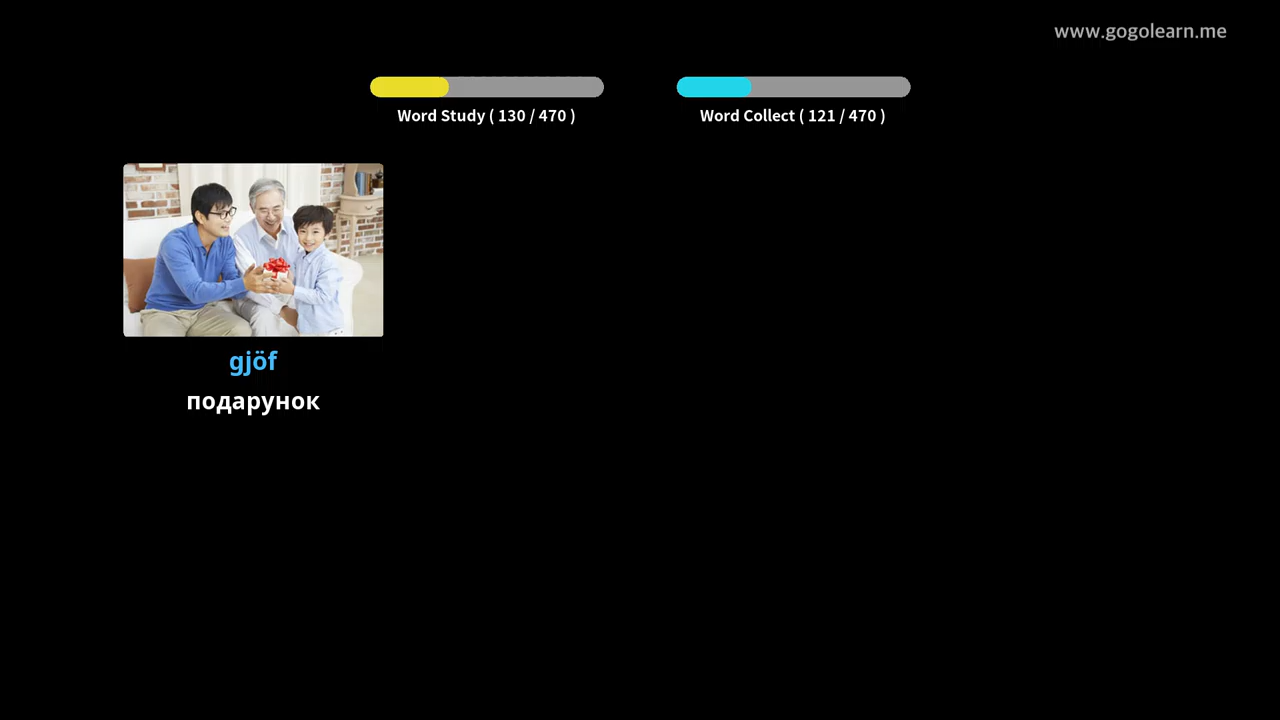 www.gogolearn.me
Word Study ( 130 / 470 )
Word Collect ( 121 / 470 )
gjöf
подарунок